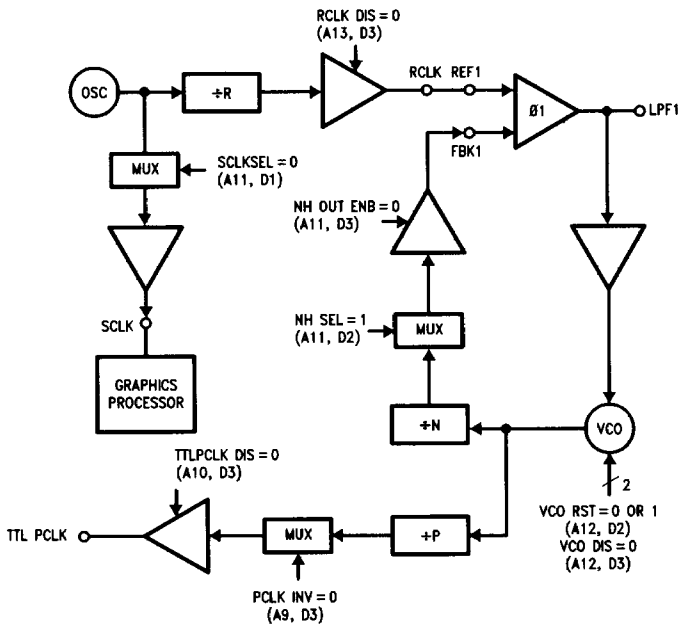 RCLK DIS = 0
(A13, D3)
OSC
÷R
RCLK REF1
Ø1
LPF1
FBK1
MUX
SCLKSEL = 0
(A11, D1)
NH OUT ENB = 0
(A11, D3)
SCLK
NH SEL = 1
(A11, D2)
MUX
GRAPHICS
PROCESSOR
÷N
VCO
TTLPCLK DIS = 0
(A10, D3)
2
VCO RST = 0 OR 1
(A12, D2)
VCO DIS = 0
(A12, D3)
TTL PCLK
MUX
÷P
PCLK INV = 0
(A9, D3)